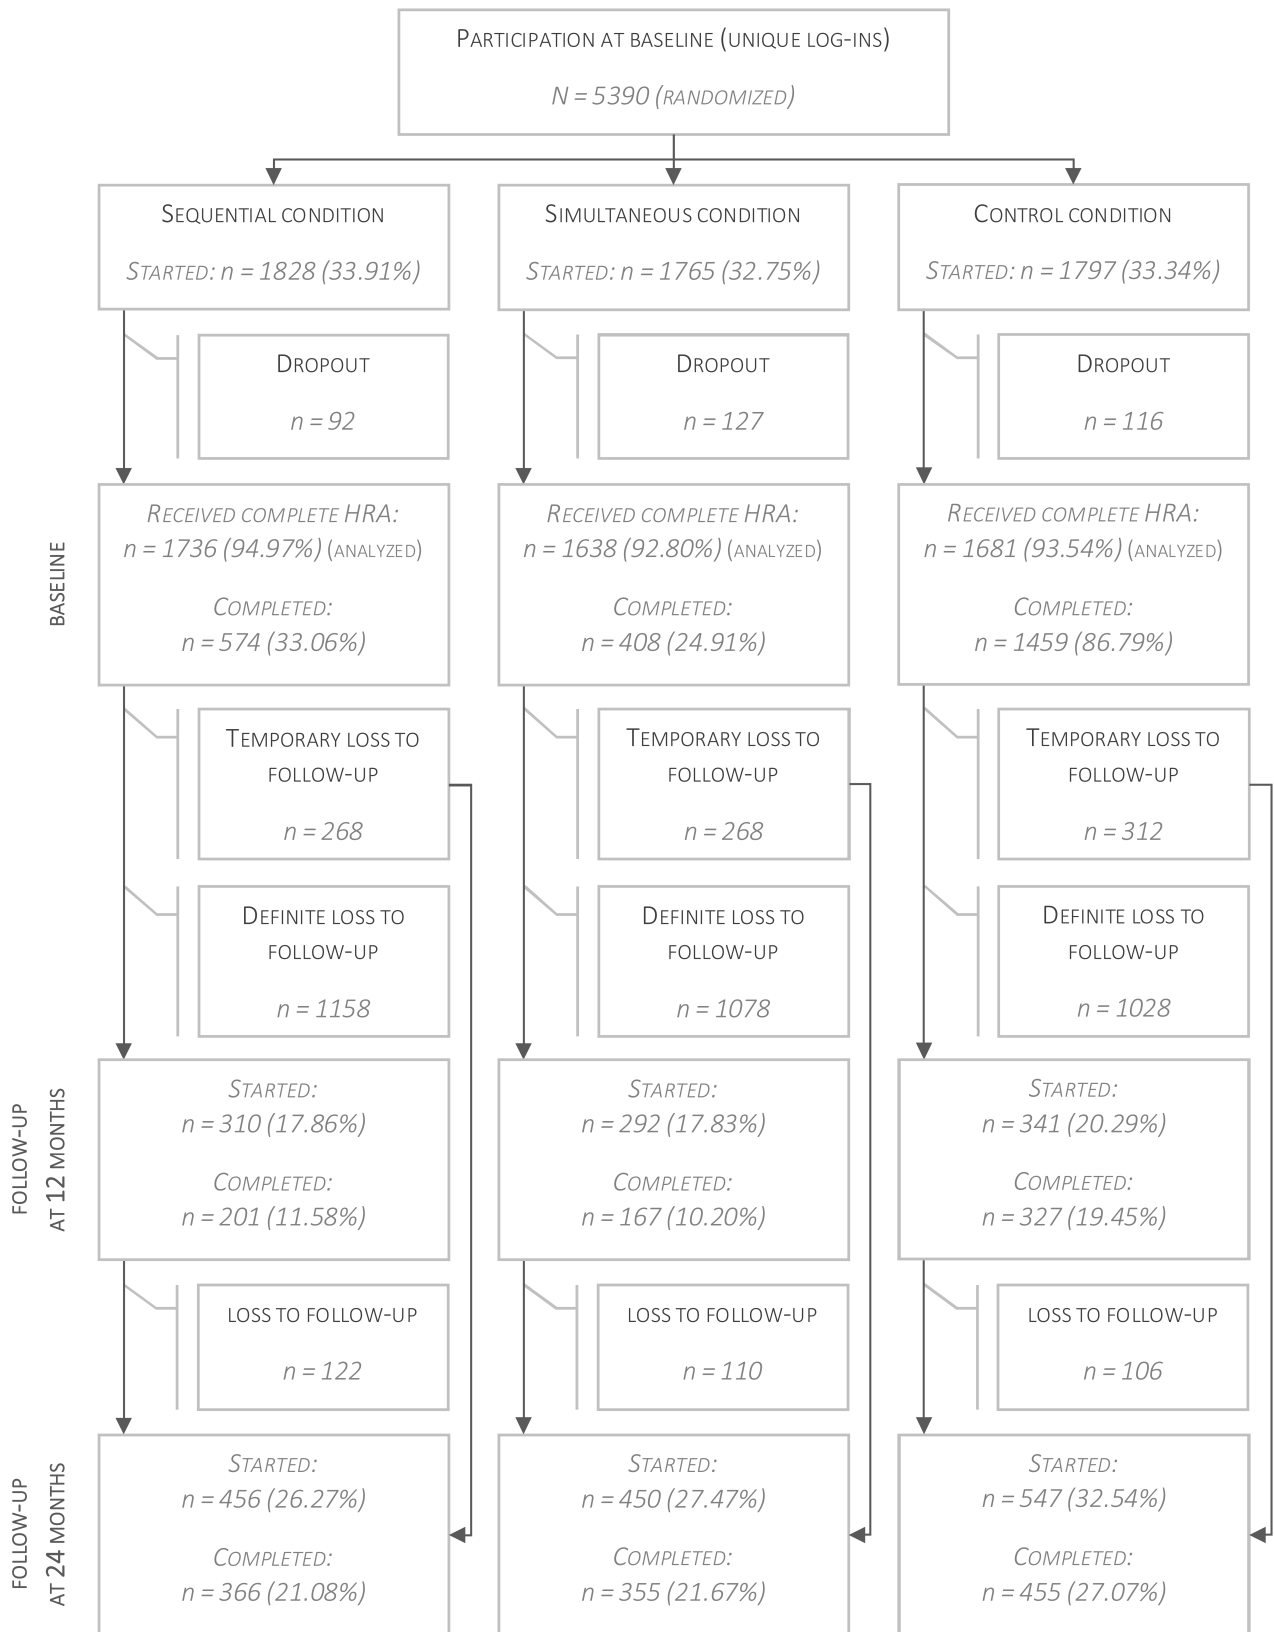 Participation at baseline (unique log-ins)
N = 5390 (randomized)
Sequential condition
Started: n = 1828 (33.91%)
Simultaneous condition
Started: n = 1765 (32.75%)
Control condition
Started: n = 1797 (33.34%)
Dropout
n = 92
Dropout
n = 127
Dropout
n = 116
baseline
Received complete HRA:
n = 1736 (94.97%) (analyzed)
Completed:
n = 574 (33.06%)
Received complete HRA:
n = 1638 (92.80%) (analyzed)
Completed:
n = 408 (24.91%)
Received complete HRA:
n = 1681 (93.54%) (analyzed)
Completed:
n = 1459 (86.79%)
Temporary loss to
follow-up
n = 268
Temporary loss to
follow-up
n = 268
Temporary loss to
follow-up
n = 312
Definite loss to
follow-up
n = 1158
Definite loss to
follow-up
n = 1078
Definite loss to
follow-up
n = 1028
follow-up
at 12 months
Started:
n = 310 (17.86%)
Completed:
n = 201 (11.58%)
Started:
n = 292 (17.83%)
Completed:
n = 167 (10.20%)
Started:
n = 341 (20.29%)
Completed:
n = 327 (19.45%)
loss to follow-up
n = 122
loss to follow-up
n = 110
loss to follow-up
n = 106
follow-up
at 24 months
Started:
n = 456 (26.27%)
Completed:
n = 366 (21.08%)
Started:
n = 450 (27.47%)
Completed:
n = 355 (21.67%)
Started:
n = 547 (32.54%)
Completed:
n = 455 (27.07%)